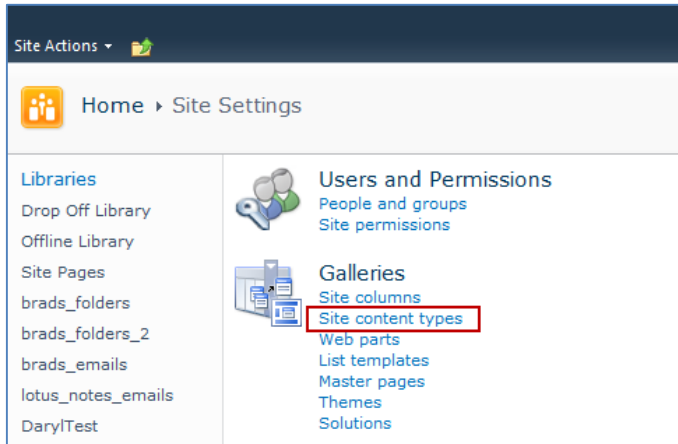 Site Actions
Home ▸ Site Settings
Libraries
Drop Off Library
Offline Library
Site Pages
brads_folders
brads_folders_2
brads_emails
lotus_notes_emails
DarylTest
Users and Permissions
People and groups
Site permissions
Galleries
Site columns
Site content types
Web parts
List templates
Master pages
Themes
Solutions